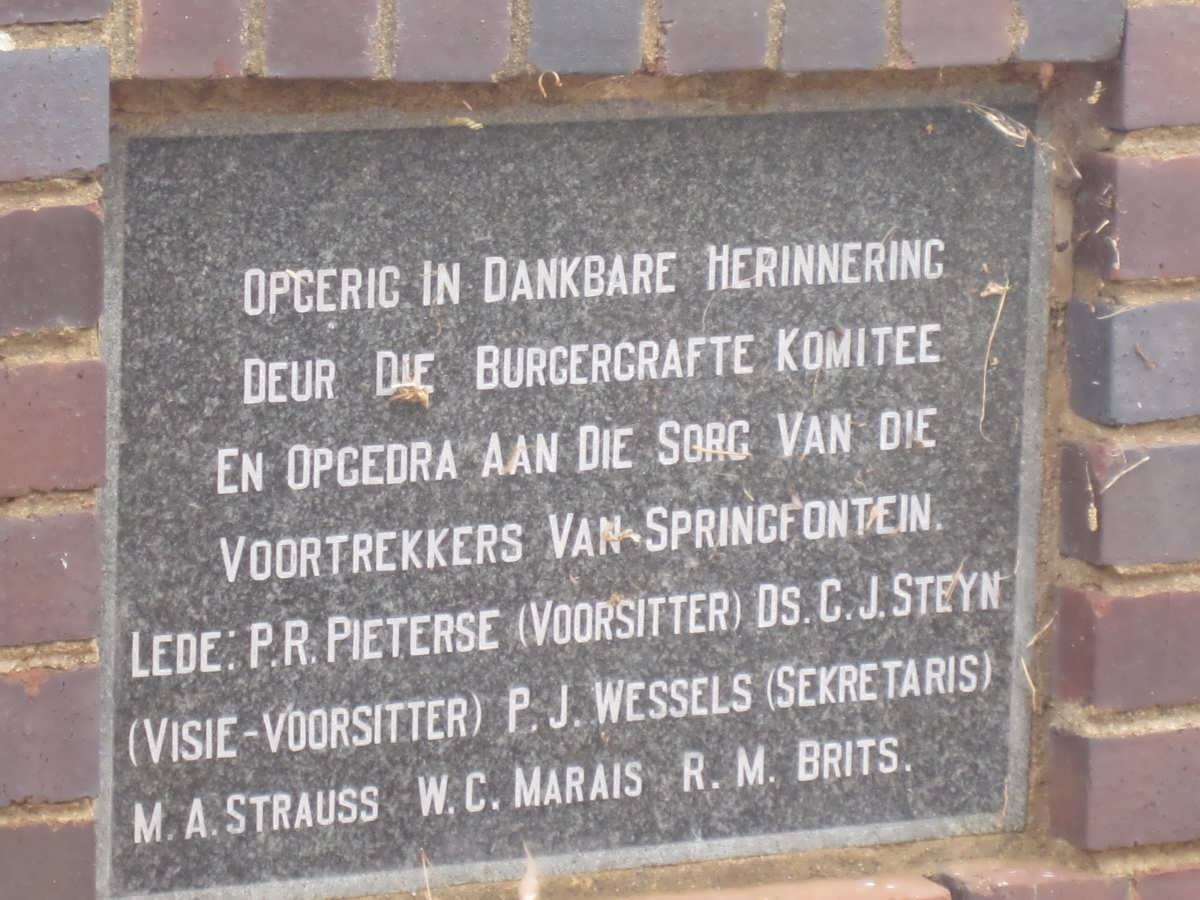 OPGERIG IN DANKBARE HERINNERING
DEUR DIE BURGERGRAFTE KOMITEE
EN OPGEDRA AAN DIE SORG VAN DIE
VOORTREKKERS VAN SPRINGFONTEIN.
LEDE: P.R. PIETERSE (VOORSITTER) DS. C.J. STEYN
(VISIE-VOORSITTER) P.J. WESSELS (SEKRETARIS)
M.A. STRAUSS W.C. MARAIS R.M. BRITS.